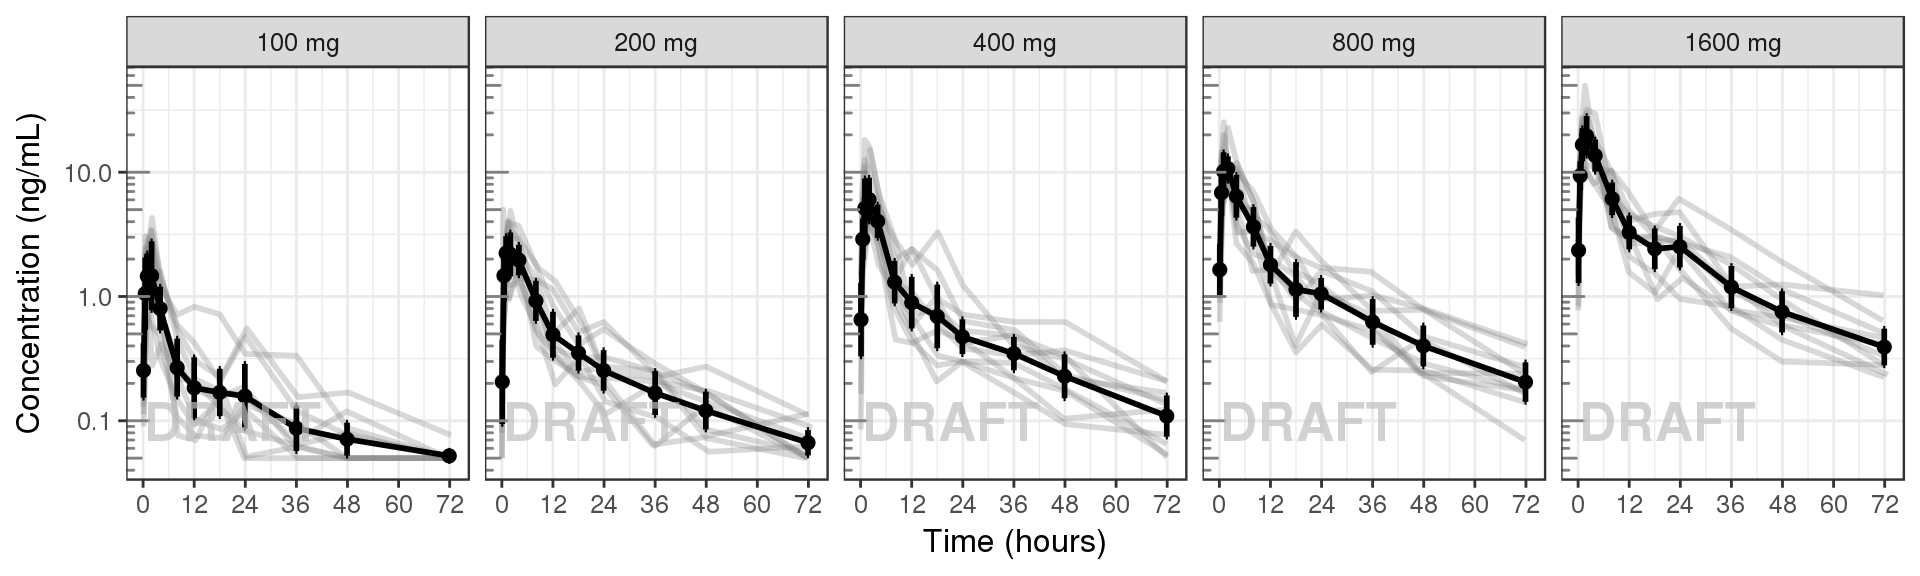 100 mg
200 mg
400 mg
800 mg
1600 mg
Concentration (ng/mL)
10.0
1.0
0.1
DRAFT
DRAFT
DRAFT
DRAFT
DRAFT
0 12 24 36 48 60 72
0 12 24 36 48 60 72
0 12 24 36 48 60 72
0 12 24 36 48 60 72
0 12 24 36 48 60 72
Time (hours)